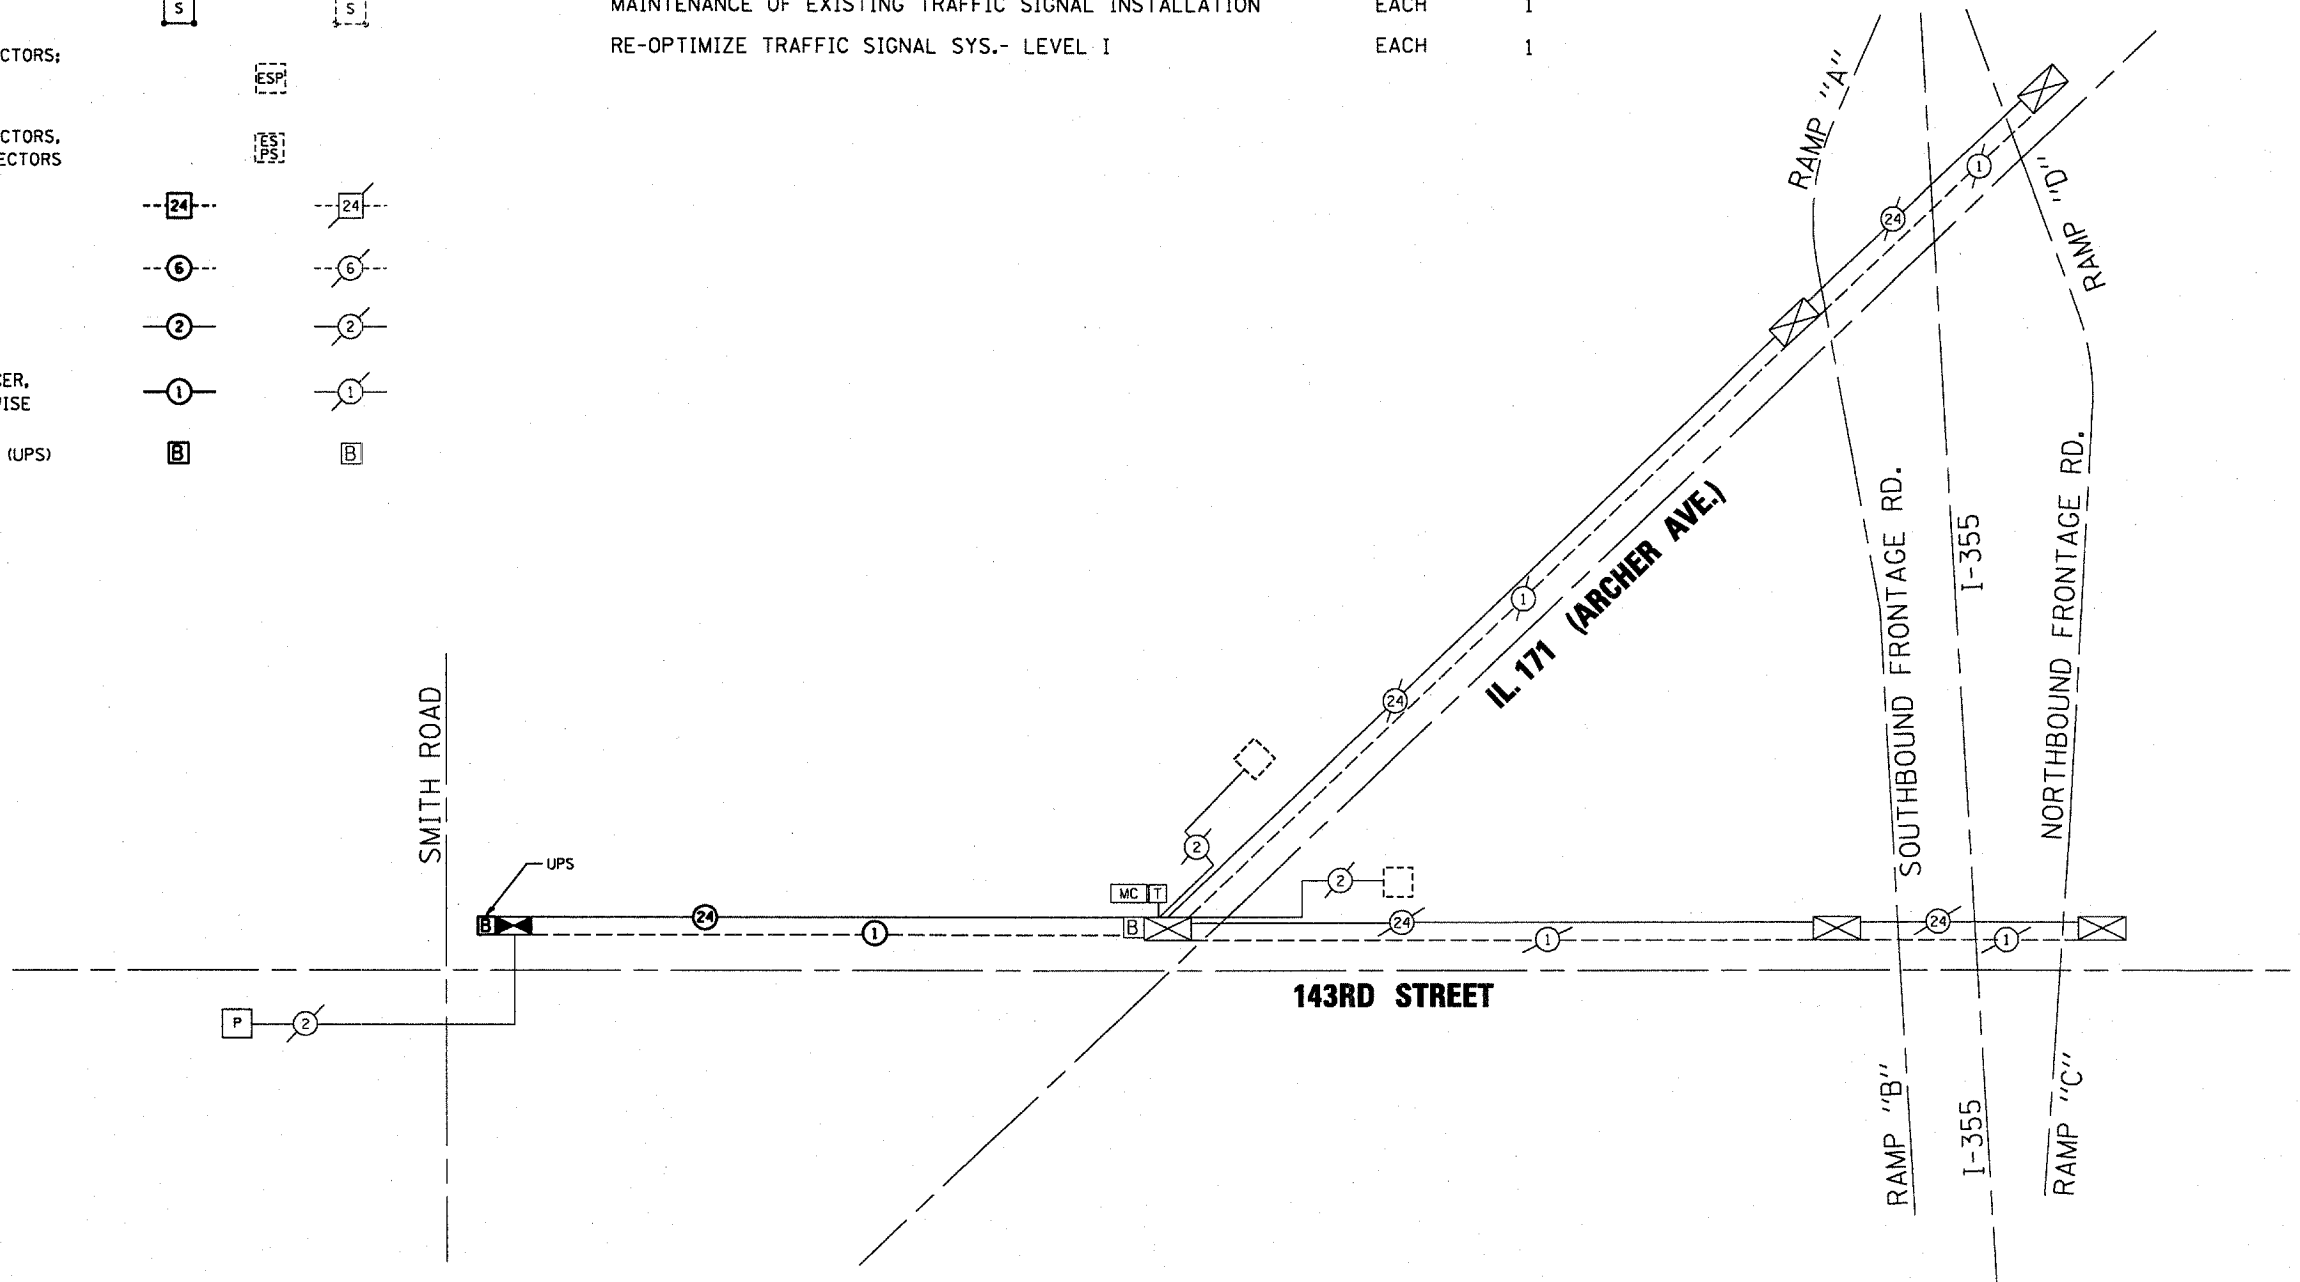 S S
MAINTENANCE OF EXISTING TRAFFIC SIGNAL INSTALLATION EACH 1
CTORS;
RE-OPTIMIZE TRAFFIC SIGNAL SYS.- LEVEL I EACH 1
ESP
CTORS,
ECTORS
ES
PS
24 24
6 6
2 2
CER,
WISE
1 1
(UPS) B B
RAMP "A"
RAMP "D"
1
24
1
24
IL. 171 (ARCHER AVE.)
SOUTHBOUND FRONTAGE RD.
I-355
NORTHBOUND FRONTAGE RD.
SMITH ROAD
UPS
2
MC T
2
B 24 1 B 24 1 24 1
143RD STREET
P 2
RAMP "B"
I-355
RAMP "C"